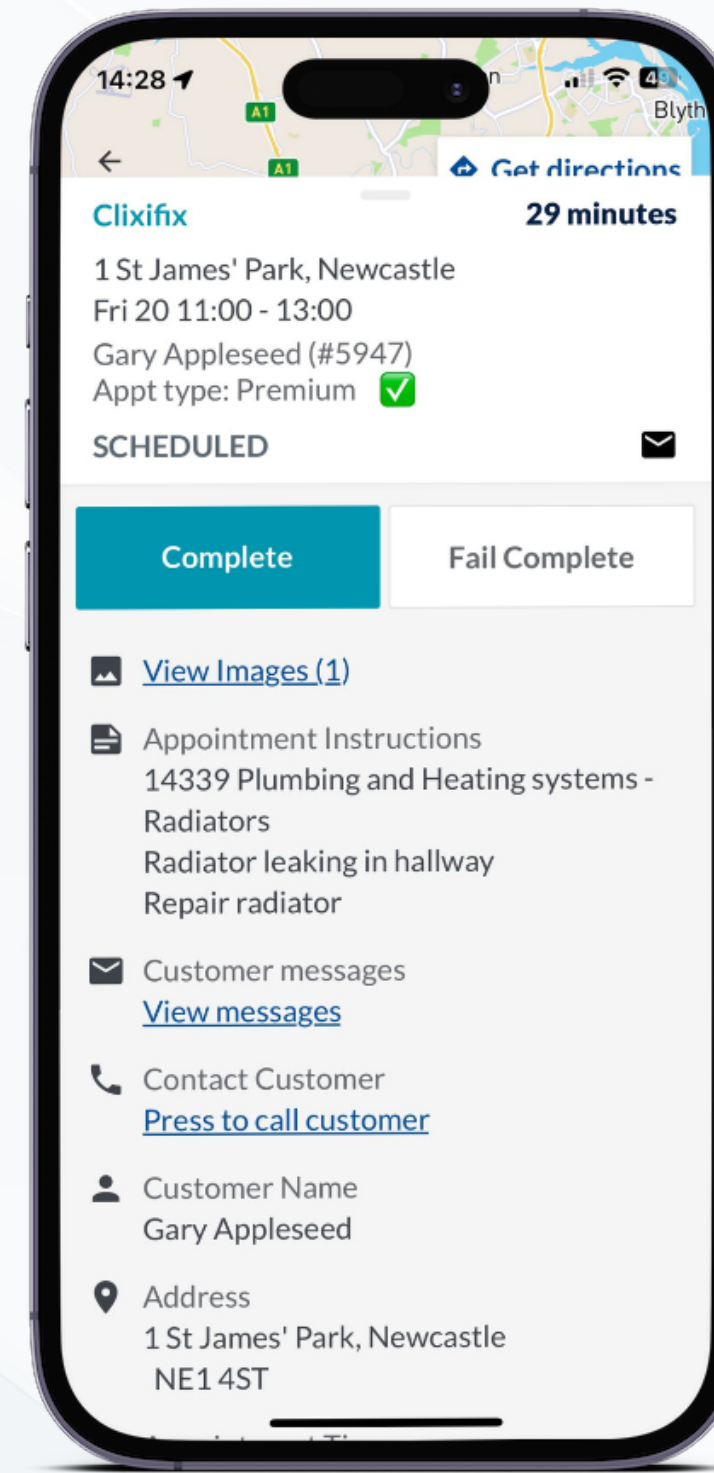 14:28
49
A1
Blyth
A1
Get directions
Clixifix
29 minutes
1 St James' Park, Newcastle
Fri 20 11:00 - 13:00
Gary Appleseed (#5947)
Appt type: Premium ✅
SCHEDULED
Complete
Fail Complete
View Images (1)
Appointment Instructions
14339 Plumbing and Heating systems -
Radiators
Radiator leaking in hallway
Repair radiator
Customer messages
View messages
Contact Customer
Press to call customer
Customer Name
Gary Appleseed
Address
1 St James' Park, Newcastle
NE1 4ST